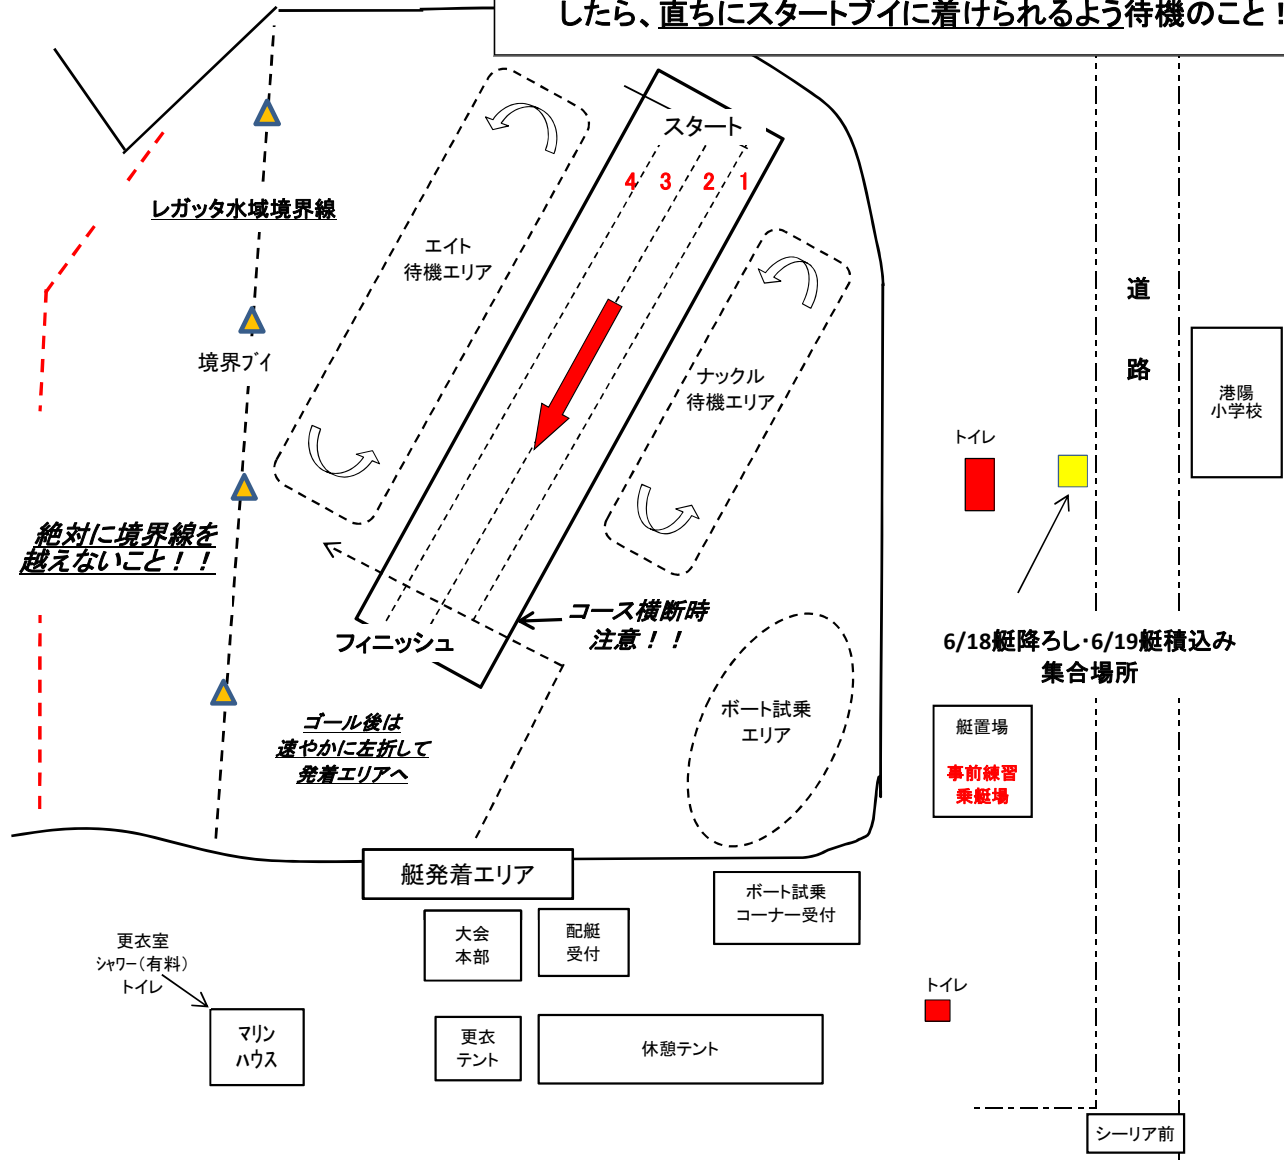 したら、直ちにスタートブイに着けられるよう待機のこと！
スタート
4 3 2 1
レガッタ水域境界線
エイト
待機エリア
道
路
境界ブイ
ナックル
待機エリア
港陽
小学校
トイレ
絶対に境界線を
越えないこと！！
コース横断時
注意！！
フィニッシュ
6/18艇降ろし・6/19艇積込み
集合場所
ゴール後は
速やかに左折して
発着エリアへ
ボート試乗
エリア
艇置場
事前練習
乗艇場
艇発着エリア
ボート試乗
コーナー受付
大会
本部
配艇
受付
更衣室
シャワー（有料）
トイレ
トイレ
マリン
ハウス
更衣
テント
休憩テント
シーリア前